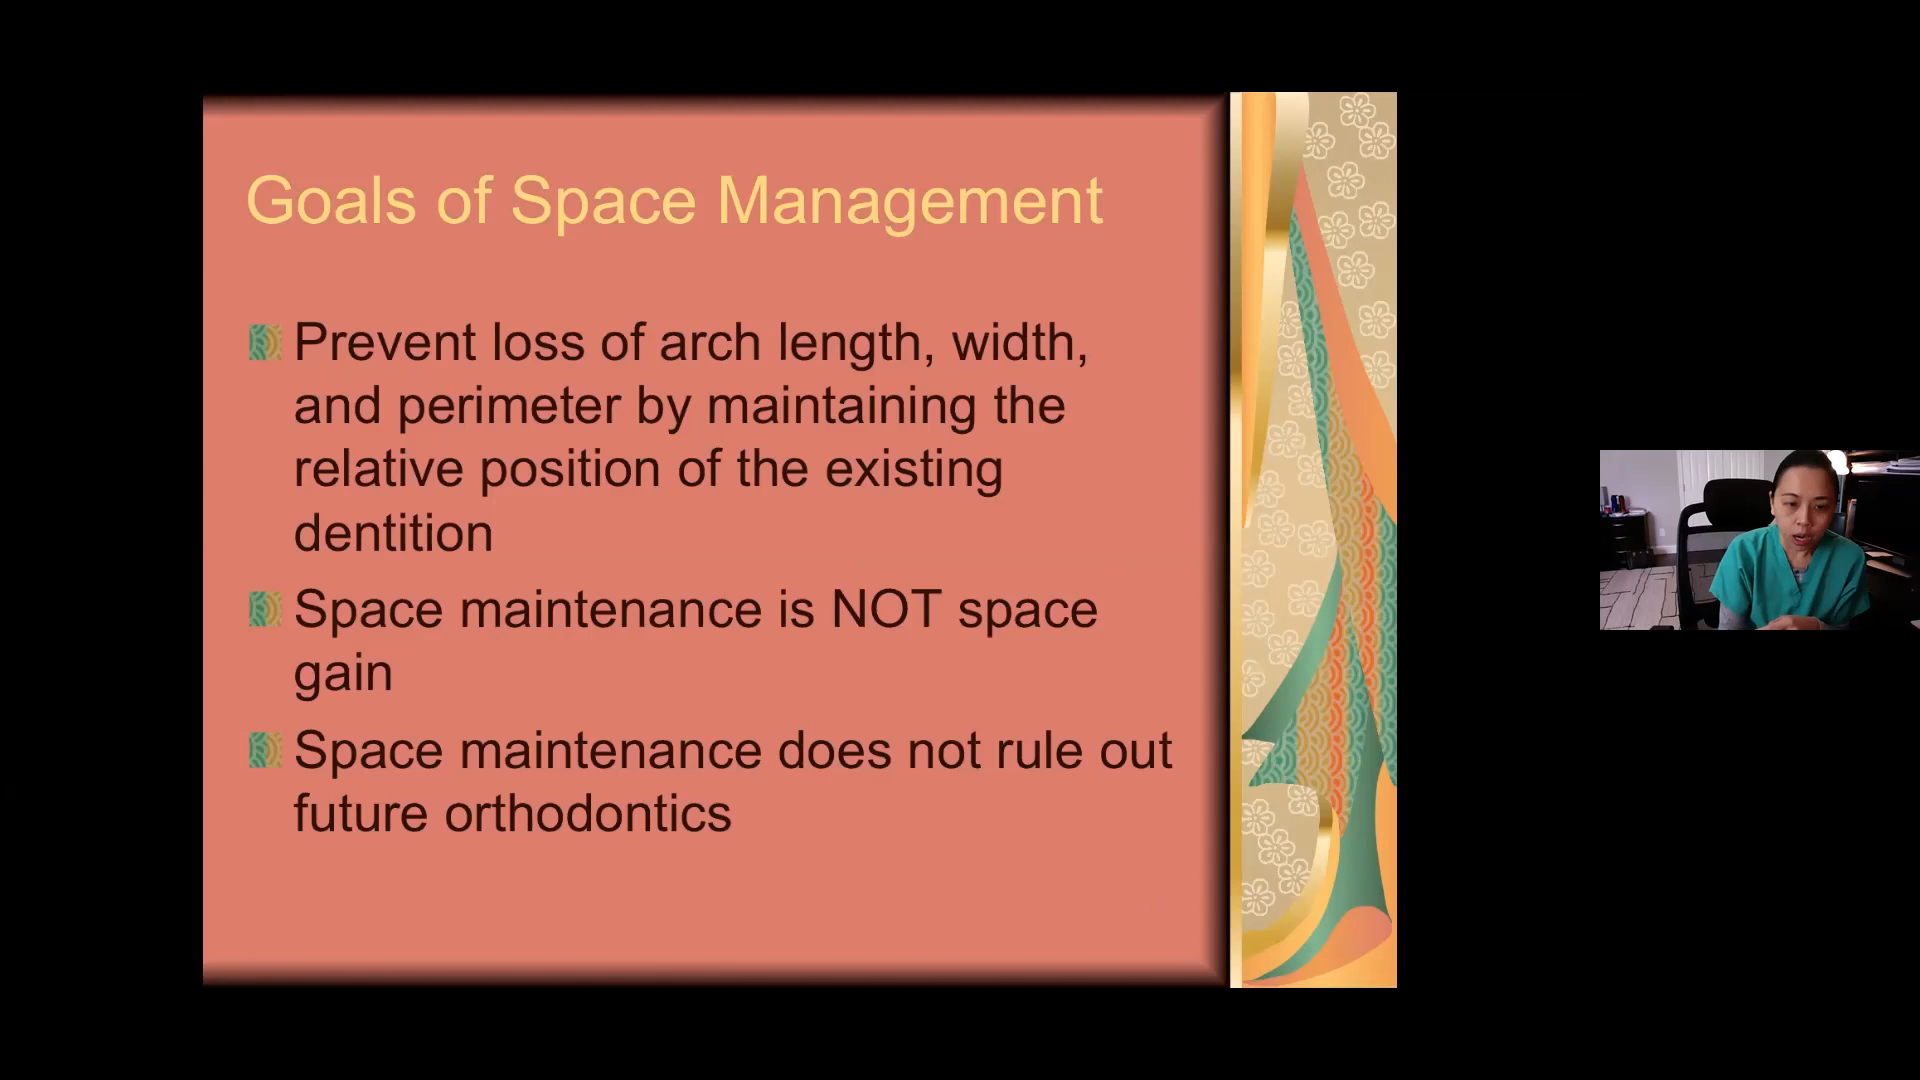 Goals of Space Management
Prevent loss of arch length, width,
and perimeter by maintaining the
relative position of the existing
dentition
Space maintenance is NOT space
gain
Space maintenance does not rule out
future orthodontics